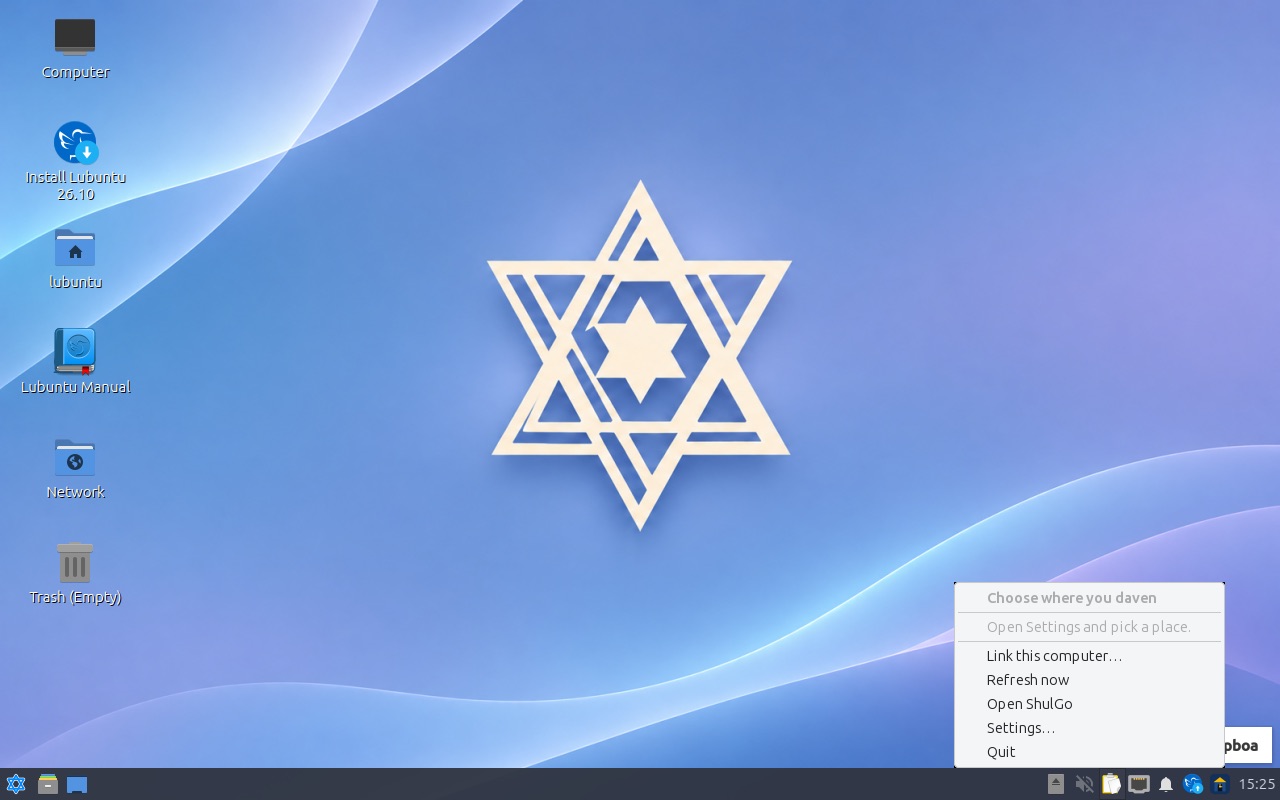 Computer
Install Lubuntu
26.10
lubuntu
Lubuntu Manual
Network
Trash (Empty)
Choose where you daven
Open Settings and pick a place.
Link this computer…
Refresh now
Open ShulGo
Settings…
Quit
pboa
15:25